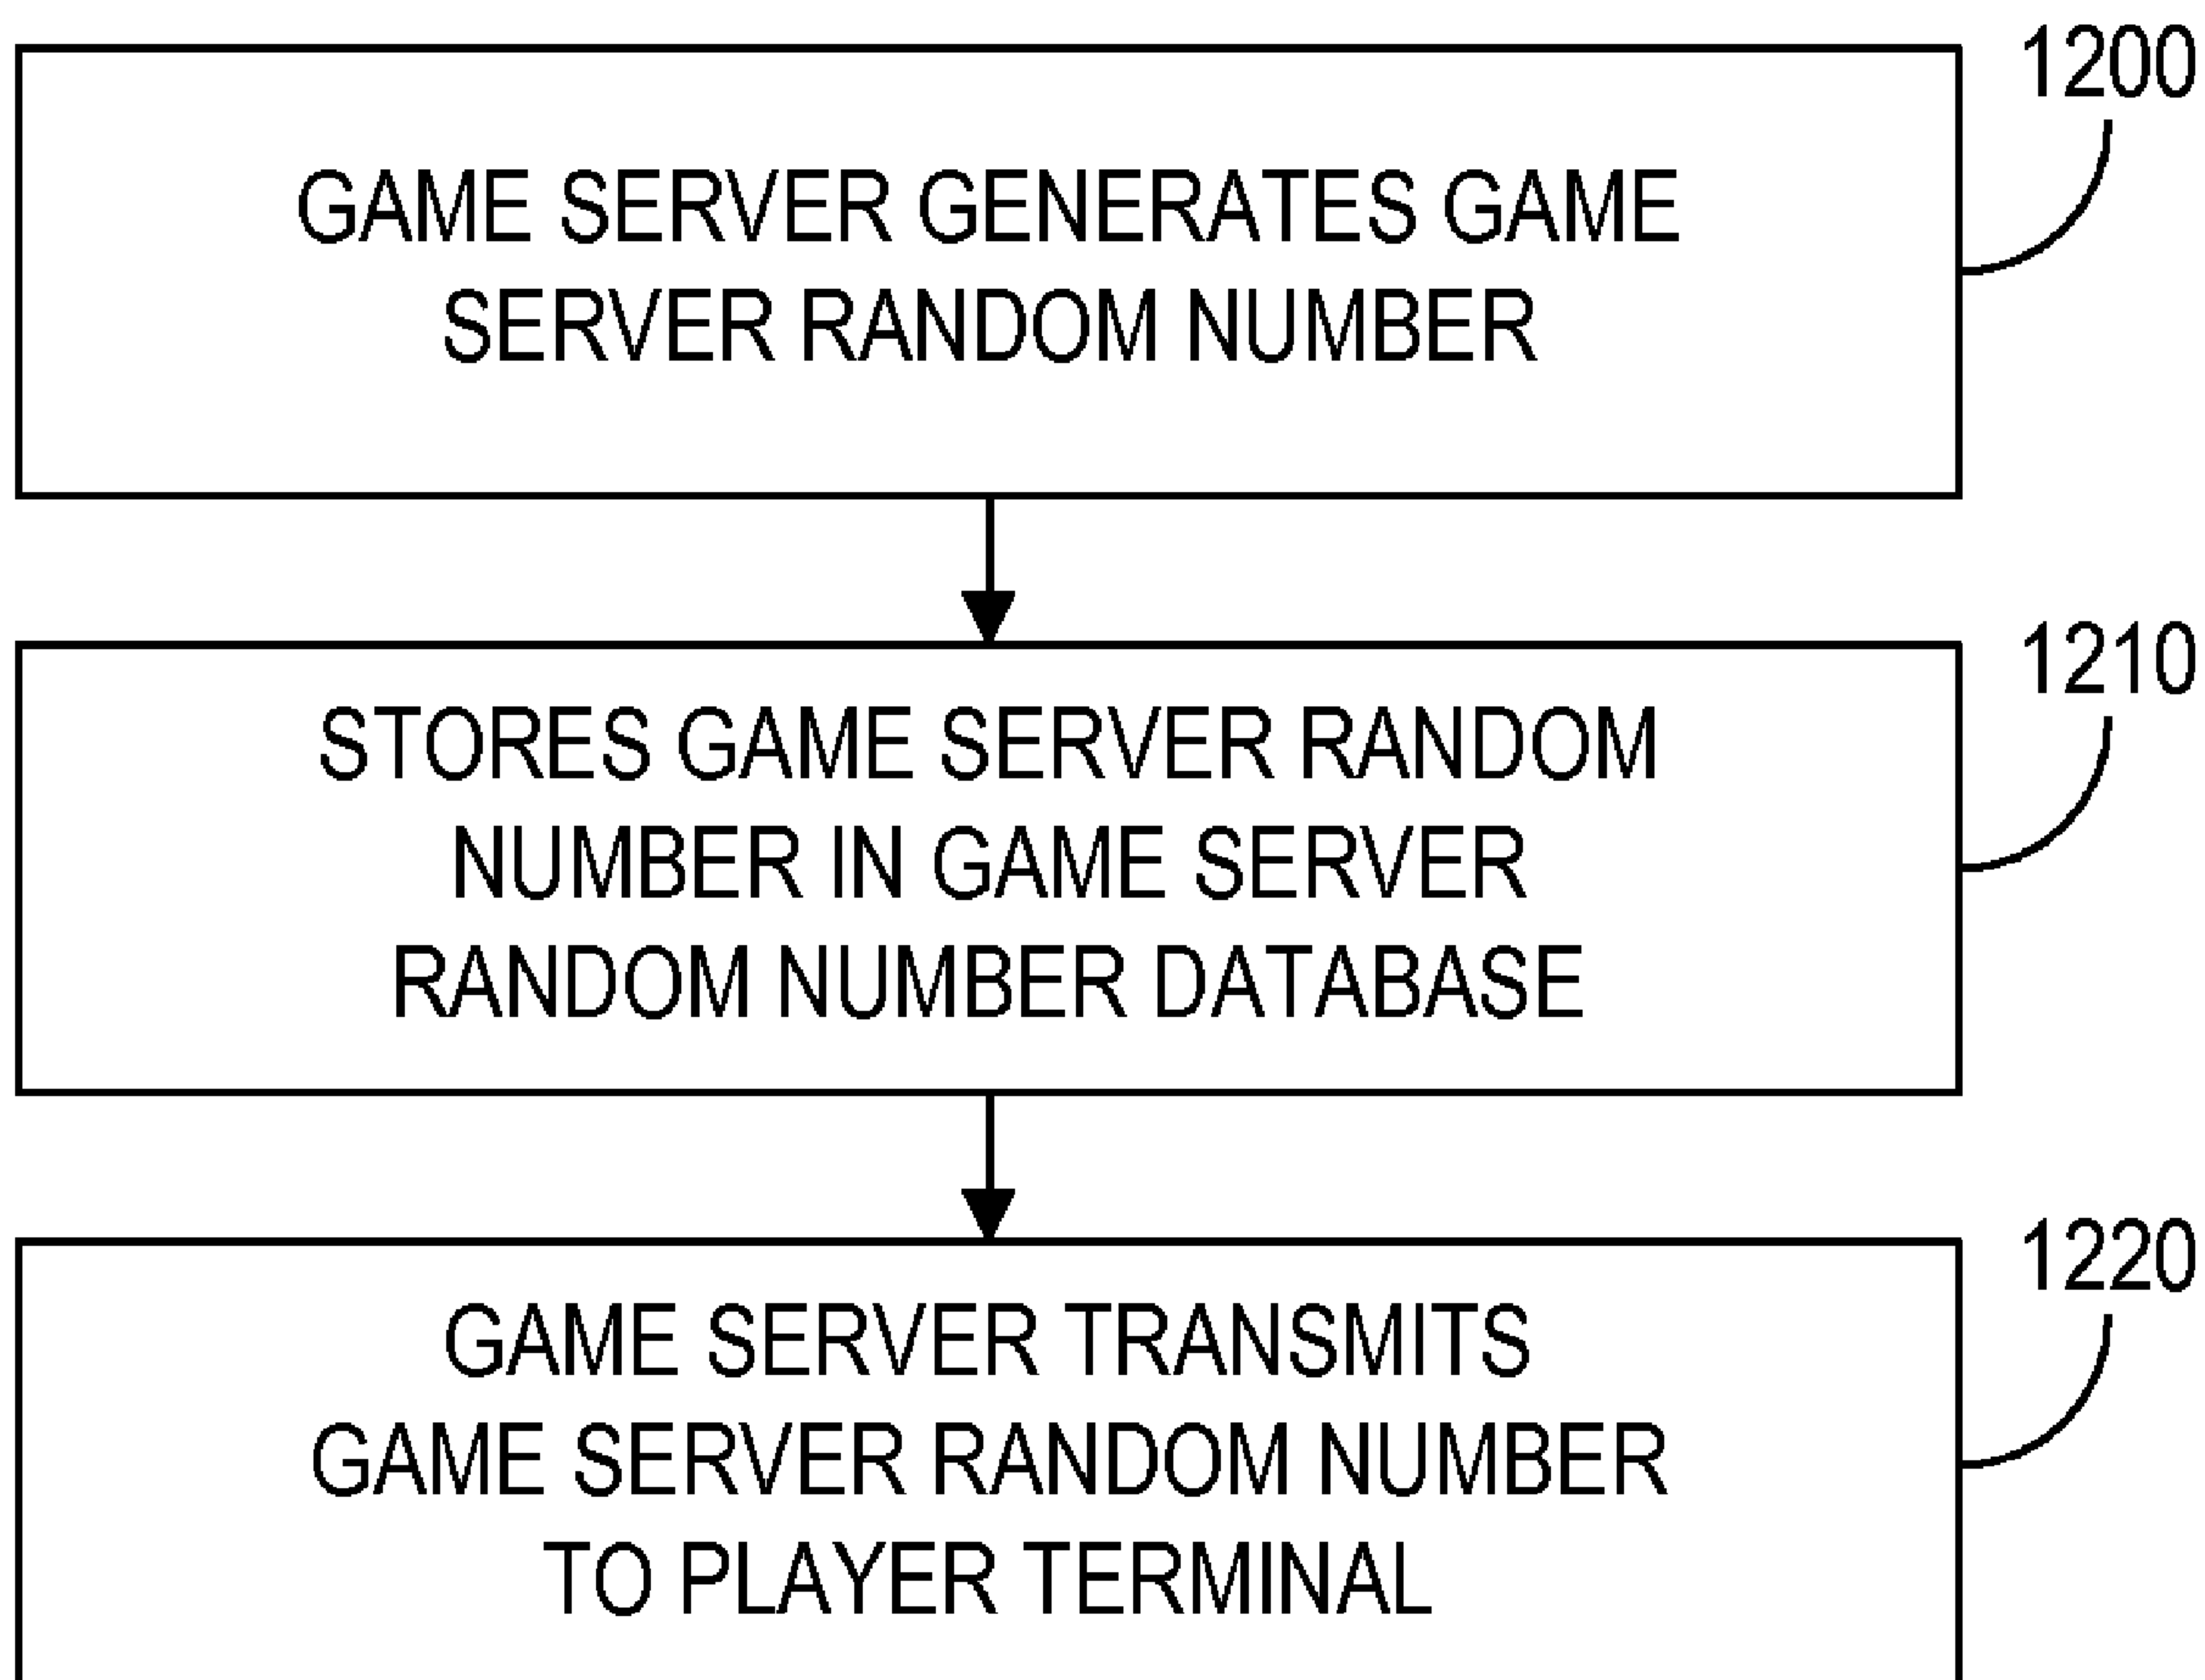 1200
GAME SERVER GENERATES GAME
SERVER RANDOM NUMBER
1210
STORES GAME SERVER RANDOM
NUMBER IN GAME SERVER
RANDOM NUMBER DATABASE
1220
GAME SERVER TRANSMITS
GAME SERVER RANDOM NUMBER
TO PLAYER TERMINAL